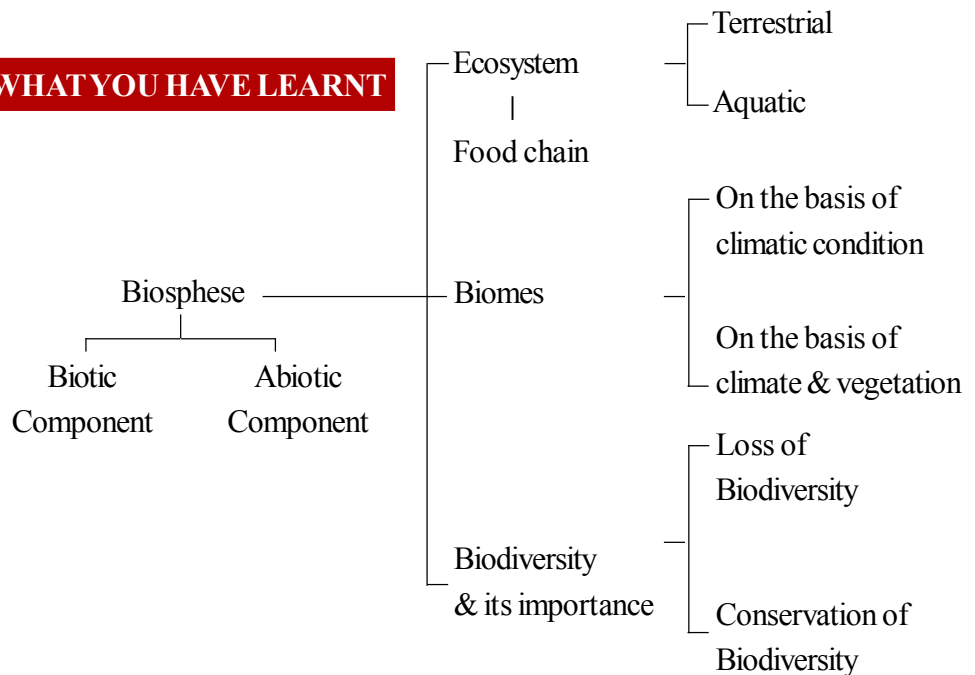 WHAT YOU HAVE LEARNT
Biosphese
Biotic
Component
Abiotic
Component
Ecosystem
Food chain
Terrestrial
Aquatic
Biomes
On the basis of
climatic condition
On the basis of
climate & vegetation
Biodiversity
& its importance
Loss of
Biodiversity
Conservation of
Biodiversity